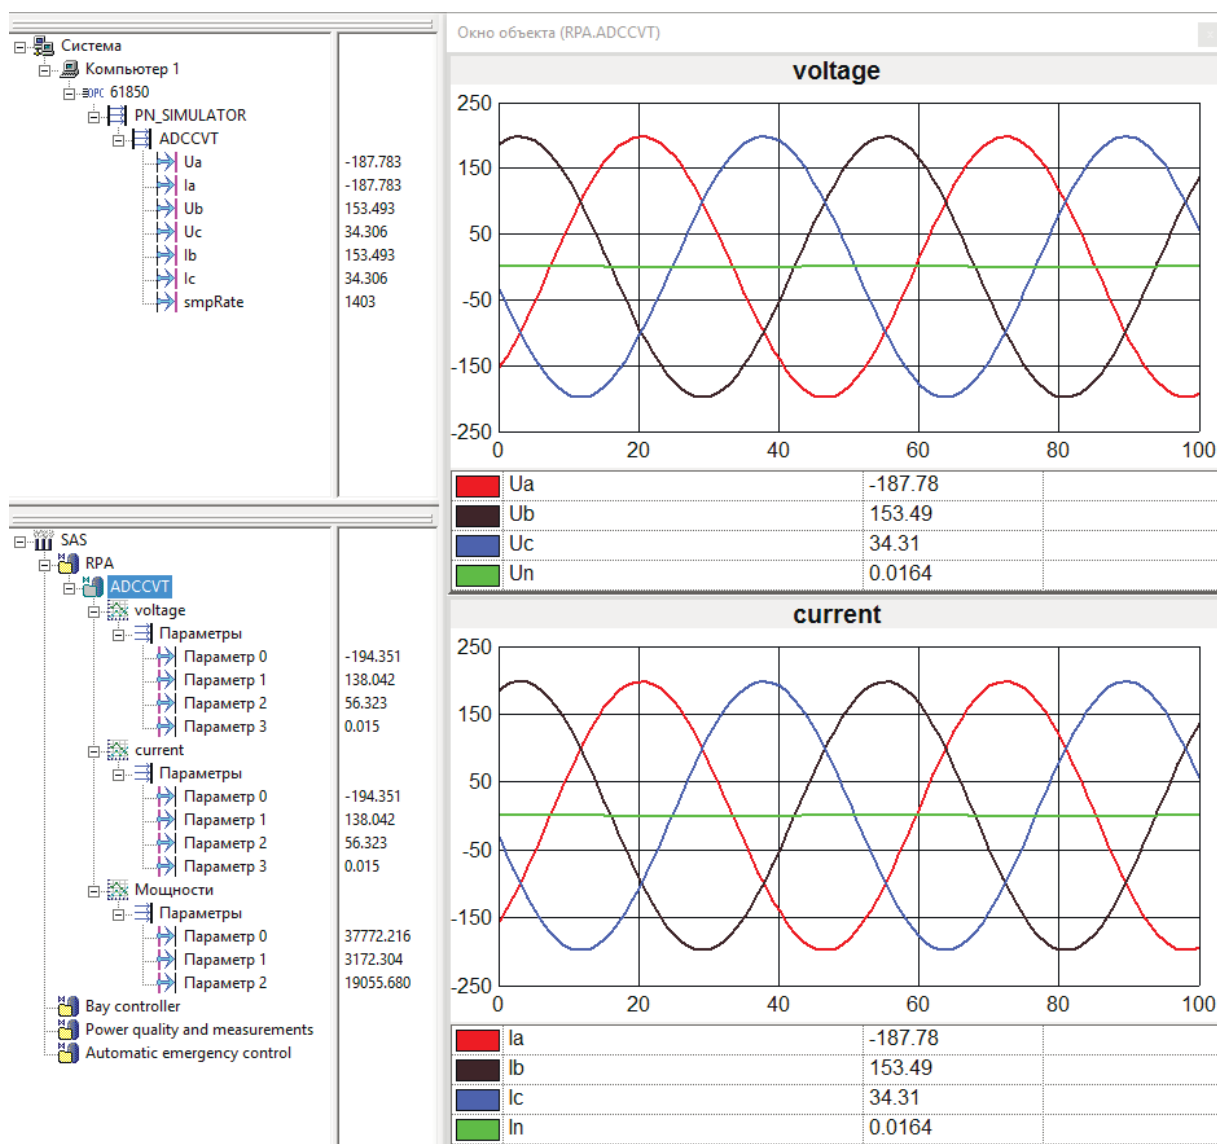 Система
Компьютер 1
OPC 61850
PN_SIMULATOR
ADCCVT
Ua -187.783
Ia -187.783
Ub 153.493
Uc 34.306
Ib 153.493
Ic 34.306
smpRate 1403
SAS
RPA
ADCCVT
voltage
Параметры
Параметр 0 -194.351
Параметр 1 138.042
Параметр 2 56.323
Параметр 3 0.015
current
Параметры
Параметр 0 -194.351
Параметр 1 138.042
Параметр 2 56.323
Параметр 3 0.015
Мощности
Параметры
Параметр 0 37772.216
Параметр 1 3172.304
Параметр 2 19055.680
Bay controller
Power quality and measurements
Automatic emergency control
Окно объекта (RPA.ADCCVT)
voltage
250
150
50
-50
-150
-250
0 20 40 60 80 100
Ua -187.78
Ub 153.49
Uc 34.31
Un 0.0164
current
250
150
50
-50
-150
-250
0 20 40 60 80 100
Ia -187.78
Ib 153.49
Ic 34.31
In 0.0164